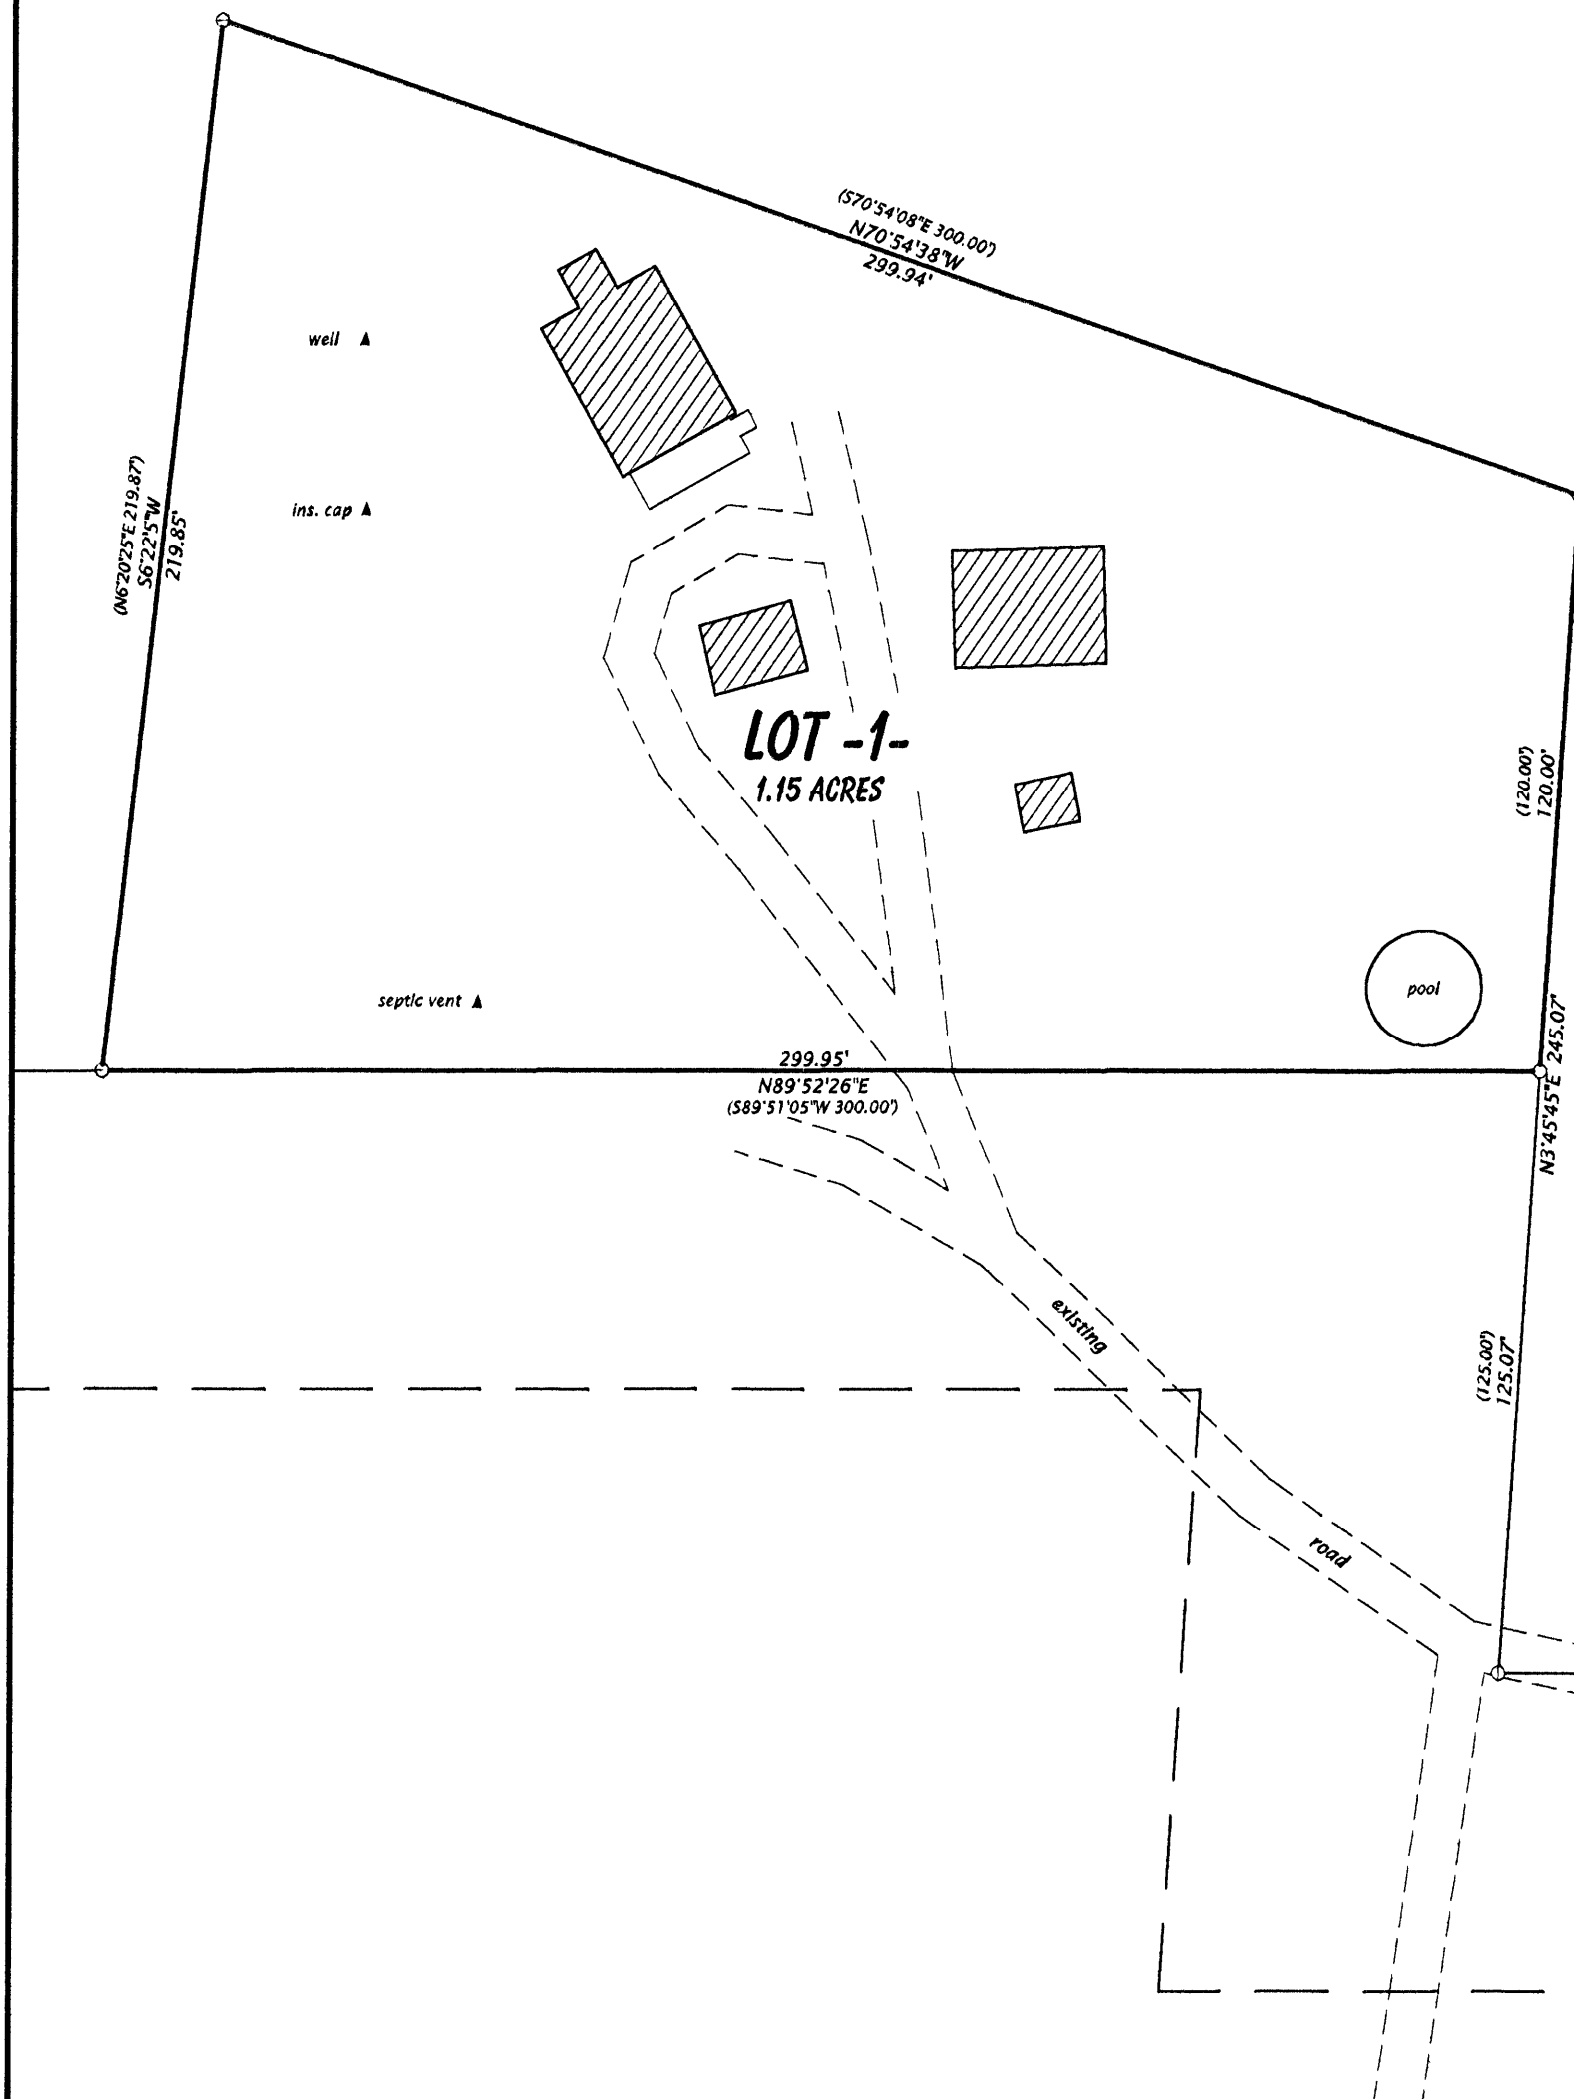 (S70°54'08"E 300.00')
N70°54'38"W
299.94'
well
ins. cap
(N6°20'25"E 219.87')
S6°22'5"W
219.85'
LOT -1-
1.15 ACRES
(120.00')
120.00'
pool
septic vent
299.95'
N89°52'26"E
(S89°51'05"W 300.00')
N3°45'45"E 245.07'
existing
(125.00')
125.07'
road